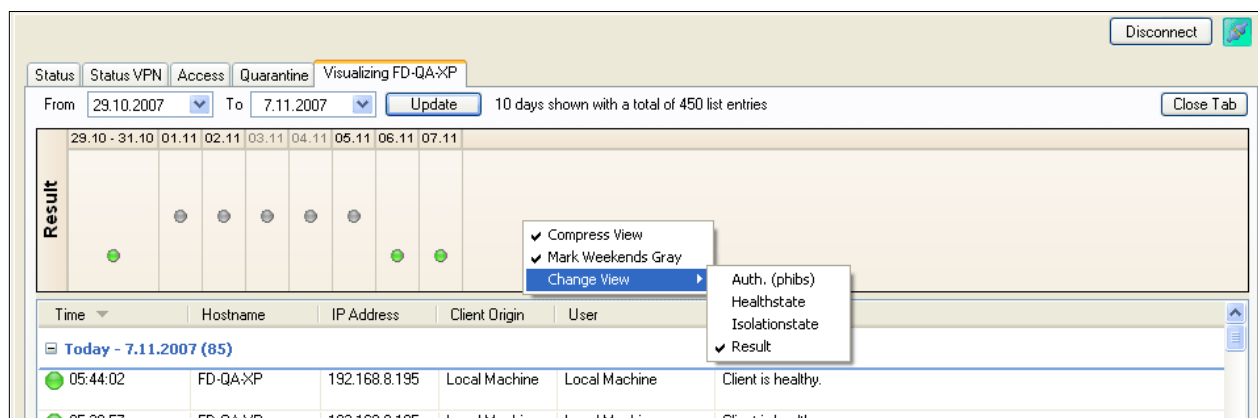 Disconnect
Status Status VPN Access Quarantine Visualizing FD-QA-XP
From 29.10.2007 To 7.11.2007 Update 10 days shown with a total of 450 list entries Close Tab
29.10 - 31.10 01.11 02.11 03.11 04.11 05.11 06.11 07.11
Result
Compress View
Mark Weekends Gray
Change View
Auth. (phibs)
Healthstate
Isolationstate
Result
Time Hostname IP Address Client Origin User
Today - 7.11.2007 (85)
05:44:02 FD-QA-XP 192.168.8.195 Local Machine Local Machine Client is healthy.